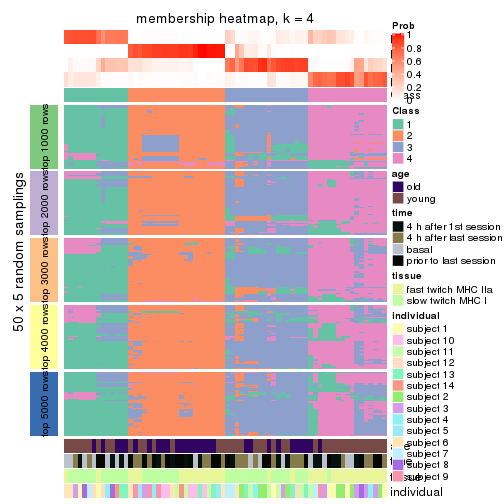 membership heatmap, k = 4
50 x 5 random samplings
top 1000 rows
top 2000 rows
top 3000 rows
top 4000 rows
top 5000 rows
Prob
1
0.8
0.6
0.4
0.2
0
Class
1
2
3
4
age
old
young
time
4 h after 1st session
4 h after last session
basal
prior to last session
tissue
fast twitch MHC IIa
slow twitch MHC I
individual
subject 1
subject 10
subject 11
subject 12
subject 13
subject 14
subject 2
subject 3
subject 4
subject 5
subject 6
subject 7
subject 8
subject 9
individual